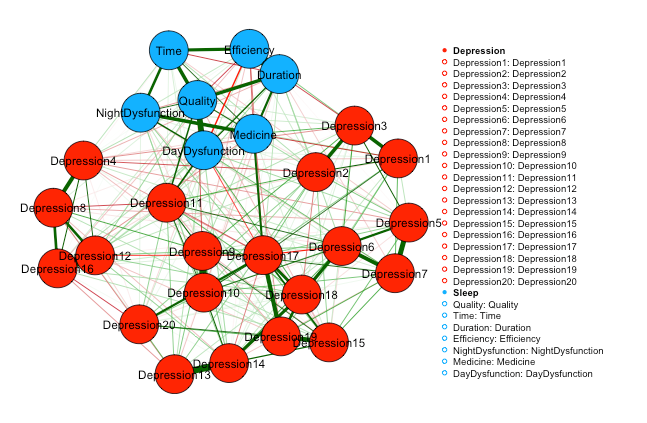 Time
Efficiency
Duration
Quality
NightDysfunction
Medicine
DayDysfunction
Depression3
Depression1
Depression2
Depression4
Depression11
Depression8
Depression5
Depression12
Depression16
Depression9
Depression17
Depression6
Depression7
Depression10
Depression18
Depression20
Depression19
Depression15
Depression14
Depression13
Depression
Depression1: Depression1
Depression2: Depression2
Depression3: Depression3
Depression4: Depression4
Depression5: Depression5
Depression6: Depression6
Depression7: Depression7
Depression8: Depression8
Depression9: Depression9
Depression10: Depression10
Depression11: Depression11
Depression12: Depression12
Depression13: Depression13
Depression14: Depression14
Depression15: Depression15
Depression16: Depression16
Depression17: Depression17
Depression18: Depression18
Depression19: Depression19
Depression20: Depression20
Sleep
Quality: Quality
Time: Time
Duration: Duration
Efficiency: Efficiency
NightDysfunction: NightDysfunction
Medicine: Medicine
DayDysfunction: DayDysfunction